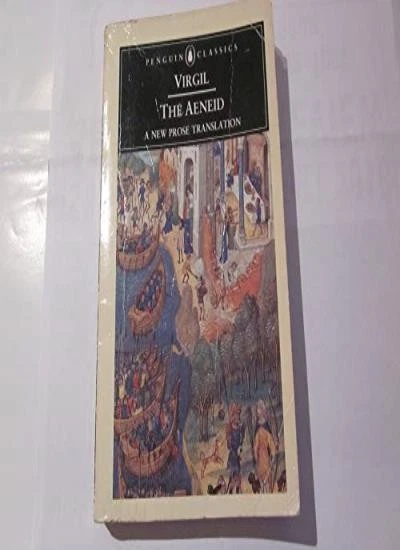 PENGUIN CLASSICS
VIRGIL
THE AENEID
A NEW PROSE TRANSLATION